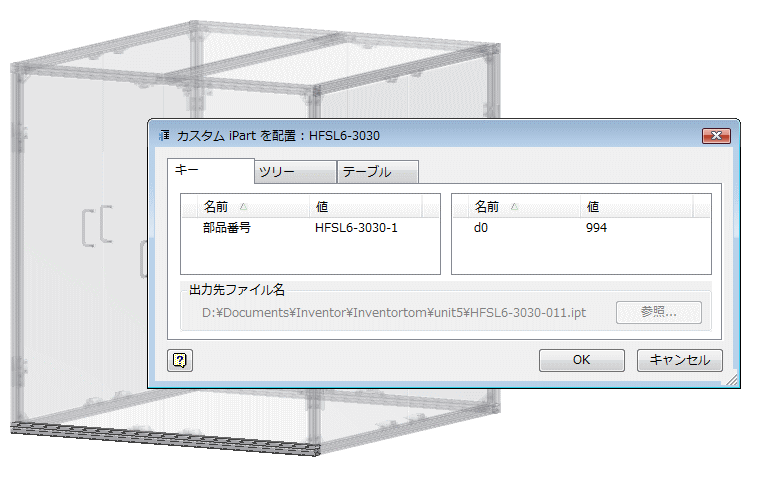 カスタム iPart を配置 : HFSL6-3030
キー ツリー テーブル
名前 値 名前 値
部品番号 HFSL6-3030-1 d0 994
出力先ファイル名
D:¥Documents¥Inventor¥Inventortom¥unit5¥HFSL6-3030-011.ipt 参照...
? OK キャンセル